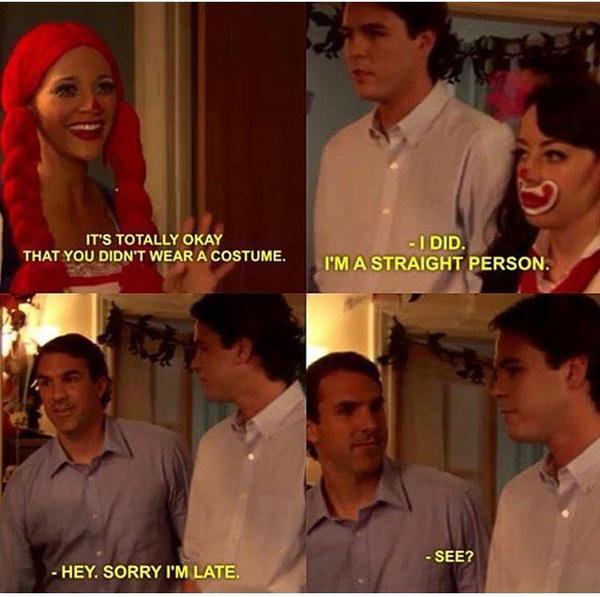 IT'S TOTALLY OKAY
THAT YOU DIDN'T WEAR A COSTUME.
- I DID.
I'M A STRAIGHT PERSON.
- HEY. SORRY I'M LATE.
- SEE?